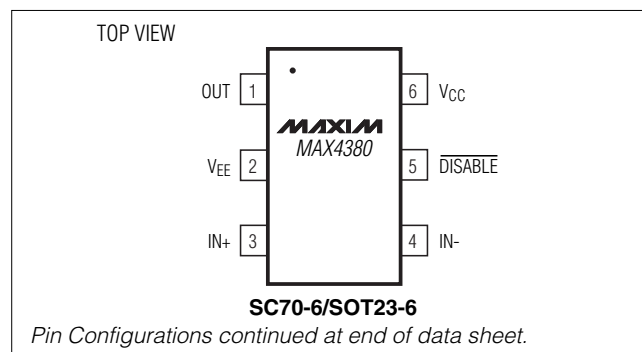 TOP VIEW
OUT 1
6 VCC
MAXIM
MAX4380
VEE 2
5 DISABLE
IN+ 3
4 IN-
SC70-6/SOT23-6
Pin Configurations continued at end of data sheet.